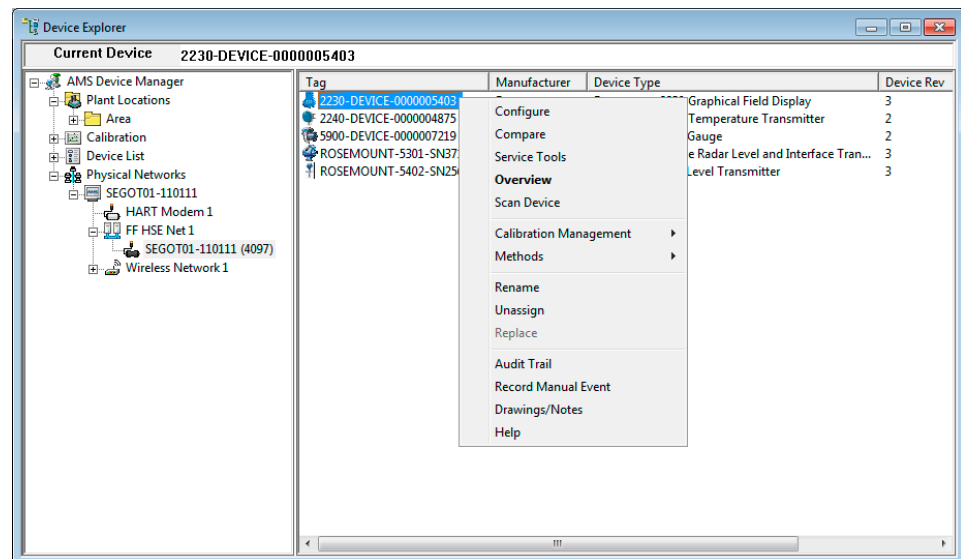 Device Explorer
Current Device 2230-DEVICE-0000005403
AMS Device Manager
Plant Locations
Area
Calibration
Device List
Physical Networks
SEGOT01-110111
HART Modem 1
FF HSE Net 1
SEGOT01-110111 (4097)
Wireless Network 1
Tag Manufacturer Device Type Device Rev
2230-DEVICE-0000005403 Graphical Field Display 3
2240-DEVICE-0000004875 Temperature Transmitter 2
5900-DEVICE-0000007219 Gauge 2
ROSEMOUNT-5301-SN37 e Radar Level and Interface Tran... 3
ROSEMOUNT-5402-SN25 Level Transmitter 3
Configure
Compare
Service Tools
Overview
Scan Device
Calibration Management
Methods
Rename
Unassign
Replace
Audit Trail
Record Manual Event
Drawings/Notes
Help